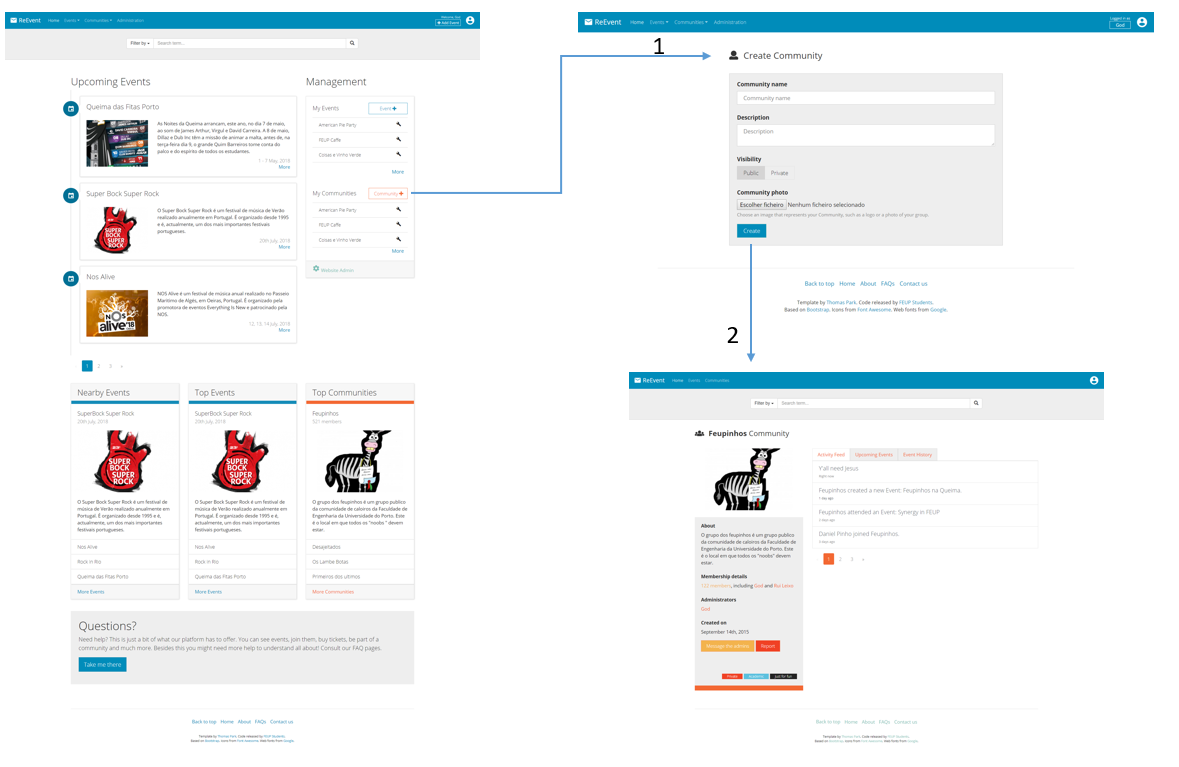 ReEvent Home Events Communities Administration
Welcome, God
+ Add Event
Filter by Search item...
Upcoming Events
Queima das Fitas Porto
As Noites da Queima arrancam, este ano, no dia 7 de maio,
ao som de James Arthur, Virgul e David Carreira. A 8 de maio,
Dillaz e Dub Inc têm a missão de animar a malta, antes de, na
terça-feira dia 9, o grande Quim Barreiros tome conta do
palco e do espírito de todos os estudantes.
1 - 7 May, 2018
More
Super Bock Super Rock
SUPER
BOCK
SUPER
ROCK
O Super Bock Super Rock é um festival de música de Verão
realizado anualmente em Portugal. É organizado desde 1995
e é, actualmente, um dos mais importantes festivais
portugueses.
20th July, 2018
More
Nos Alive
NOS
alive'18
NOS Alive é um festival de música anual realizado no Passeio
Marítimo de Algés, em Oeiras, Portugal. É organizado pela
promotora de eventos Everything Is New e patrocinado pela
NOS.
12, 13, 14 July, 2018
More
1 2 3 »
Management
My Events Event +
American Pie Party
FEUP Caffe
Coisas e Vinho Verde
More
My Communities Community +
American Pie Party
FEUP Caffe
Coisas e Vinho Verde
More
Website Admin
Nearby Events
SuperBock Super Rock
20th July, 2018
SUPER
BOCK
SUPER
ROCK
O Super Bock Super Rock é um festival de
música de Verão realizado anualmente em
Portugal. É organizado desde 1995 e é,
actualmente, um dos mais importantes
festivais portugueses.
Nos Alive
Rock in Rio
Queima das Fitas Porto
More Events
Top Events
SuperBock Super Rock
20th July, 2018
SUPER
BOCK
SUPER
ROCK
O Super Bock Super Rock é um festival de
música de Verão realizado anualmente em
Portugal. É organizado desde 1995 e é,
actualmente, um dos mais importantes
festivais portugueses.
Nos Alive
Rock in Rio
Queima das Fitas Porto
More Events
Top Communities
Feupinhos
521 members
O grupo dos feupinhos é um grupo publico
da comunidade de caloiros da Faculdade de
Engenharia da Universidade do Porto. Este
é o local em que todos os "noobs " devem
estar.
Desajeitados
Os Lambe Botas
Primeiros dos ultimos
More Communities
Questions?
Need help? This is just a bit of what our platform has to offer. You can see events, join them, buy tickets, be part of a
community and much more. Besides this you might need more help to understand all about! Consult our FAQ pages.
Take me there
Back to top Home About FAQs Contact us
Template by Thomas Park. Code released by FEUP Students.
Based on Bootstrap. Icons from Font Awesome. Web fonts from Google.
1
ReEvent Home Events Communities Administration
Logged in as
God
Create Community
Community name
Community name
Description
Description
Visibility
Public Private
Community photo
Escolher ficheiro Nenhum ficheiro selecionado
Choose an image that represents your Community, such as a logo or a photo of your group.
Create
Back to top Home About FAQs Contact us
Template by Thomas Park. Code released by FEUP Students.
Based on Bootstrap. Icons from Font Awesome. Web fonts from Google.
2
ReEvent Home Events Communities
Filter by Search item...
Feupinhos Community
About
O grupo dos feupinhos é um grupo publico
da comunidade de caloiros da Faculdade de
Engenharia da Universidade do Porto. Este
é o local em que todos os "noobs" devem
estar.
Membership details
including God and Rui Leixo
Administrators
God
Created on
September 14th, 2015
Message the admins Report
Private Academic Just for fun!
Activity Feed Upcoming Events Event History
Y'all need Jesus
Right now
Feupinhos created a new Event: Feupinhos na Queima.
1 day ago
Feupinhos attended an Event: Synergy in FEUP
days ago
Daniel Pinho joined Feupinhos.
days ago
1 2 3 »
Back to top Home About FAQs Contact us
Template by Thomas Park. Code released by FEUP Students.
Based on Bootstrap. Icons from Font Awesome. Web fonts from Google.